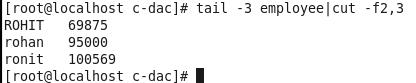 [root@localhost c-dac]# tail -3 employee|cut -f2,3
ROHIT   69875
rohan   95000
ronit   100569
[root@localhost c-dac]#